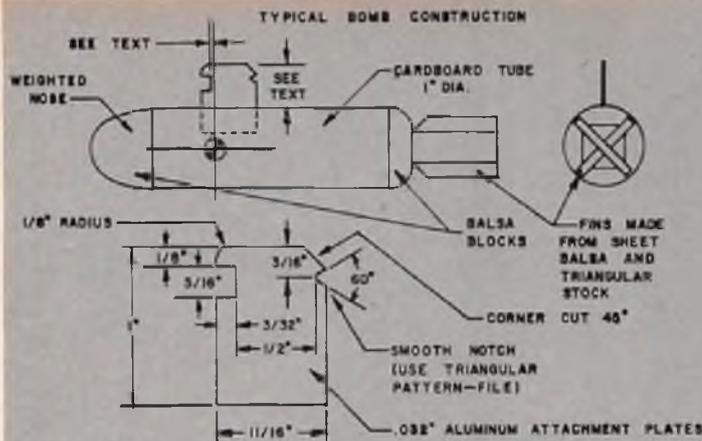 TYPICAL BOMB CONSTRUCTION
SEE TEXT
WEIGHTED
NOSE
SEE
TEXT
CARDBOARD TUBE
1" DIA.
1/8" RADIUS
BALSA
BLOCKS
FINS MADE
FROM SHEET
BALSA AND
TRIANGULAR
STOCK
1/8"
5/16"
1"
3/16"
60°
3/32"
1/2"
CORNER CUT 45°
SMOOTH NOTCH
(USE TRIANGULAR
PATTERN-FILE)
.032" ALUMINUM ATTACHMENT PLATES
11/16"